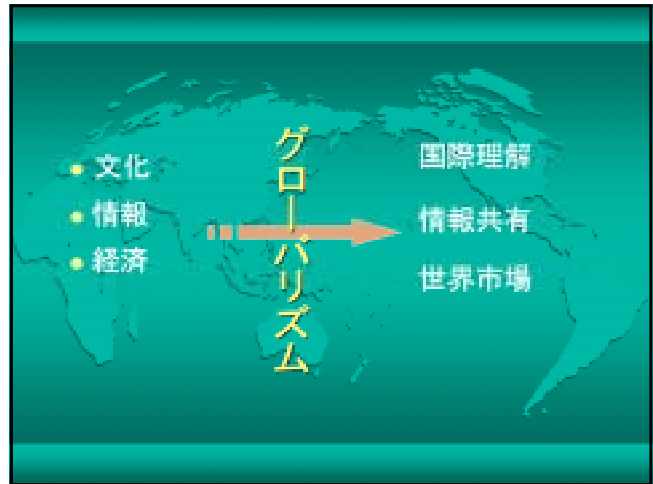 文化
情報
経済
グローバリズム
国際理解
情報共有
世界市場